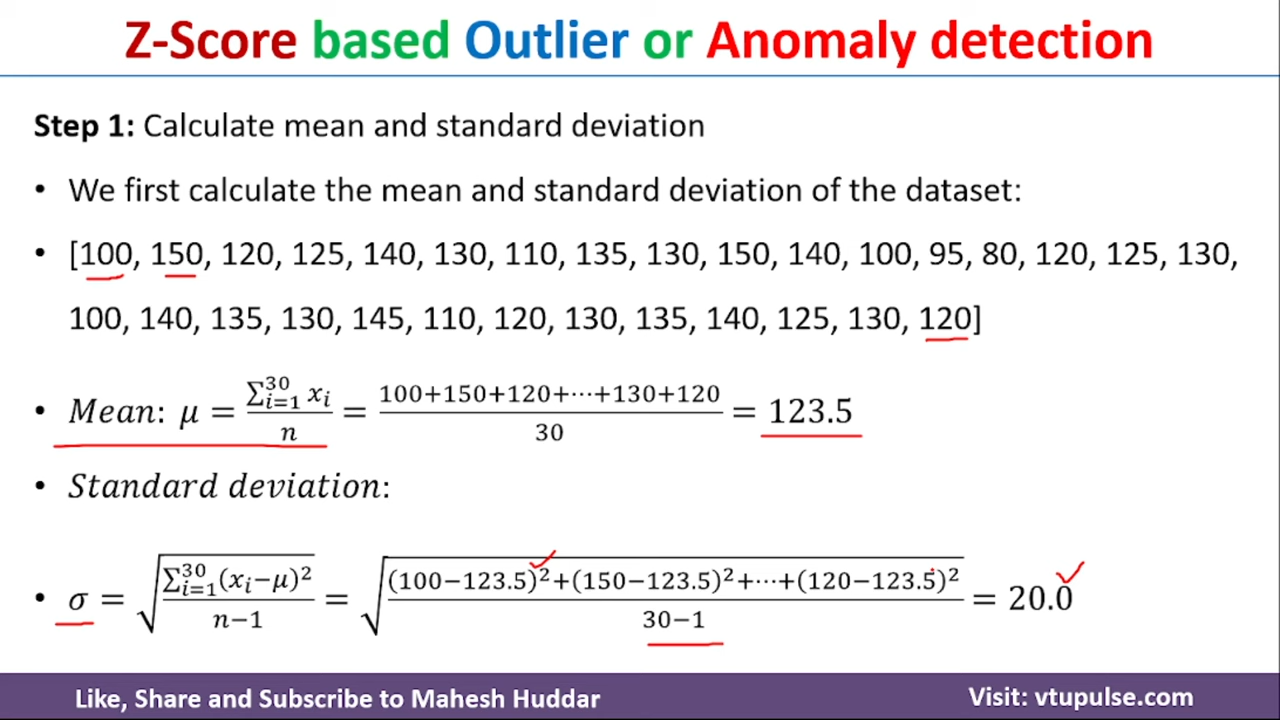 Z-Score based Outlier or Anomaly detection
Step 1: Calculate mean and standard deviation
• We first calculate the mean and standard deviation of the dataset:
• [100, 150, 120, 125, 140, 130, 110, 135, 130, 150, 140, 100, 95, 80, 120, 125, 130,
100, 140, 135, 130, 145, 110, 120, 130, 135, 140, 125, 130, 120]
• Mean: μ = ∑³⁰ᵢ₌₁ xᵢ / n = 100+150+120+⋯+130+120 / 30 = 123.5
• Standard deviation:
• σ = √(∑³⁰ᵢ₌₁(xᵢ−μ)² / n−1) = √((100−123.5)²+(150−123.5)²+⋯+(120−123.5)² / 30−1) = 20.0
Like, Share and Subscribe to Mahesh Huddar
Visit: vtupulse.com